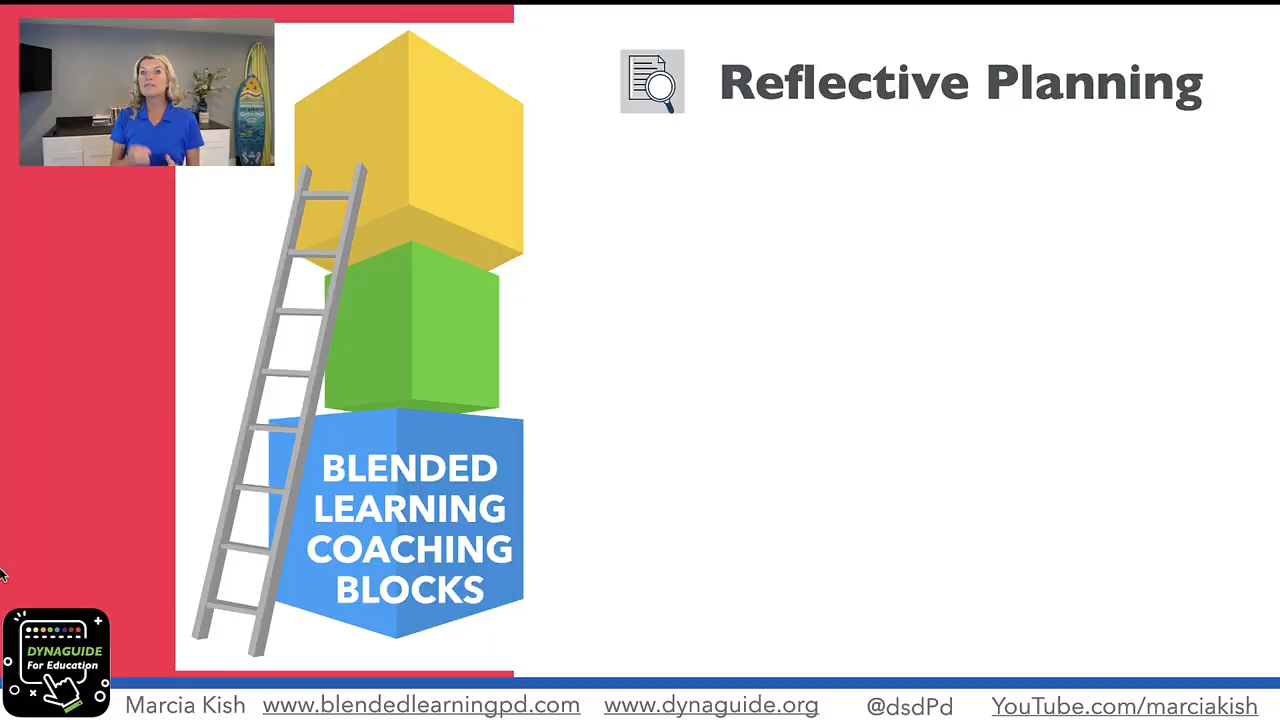 Reflective Planning
BLENDED
LEARNING
COACHING
BLOCKS
DYNAGUIDE
For Education
Marcia Kish www.blendedlearningpd.com www.dynaguide.org @dsdPd YouTube.com/marciakish